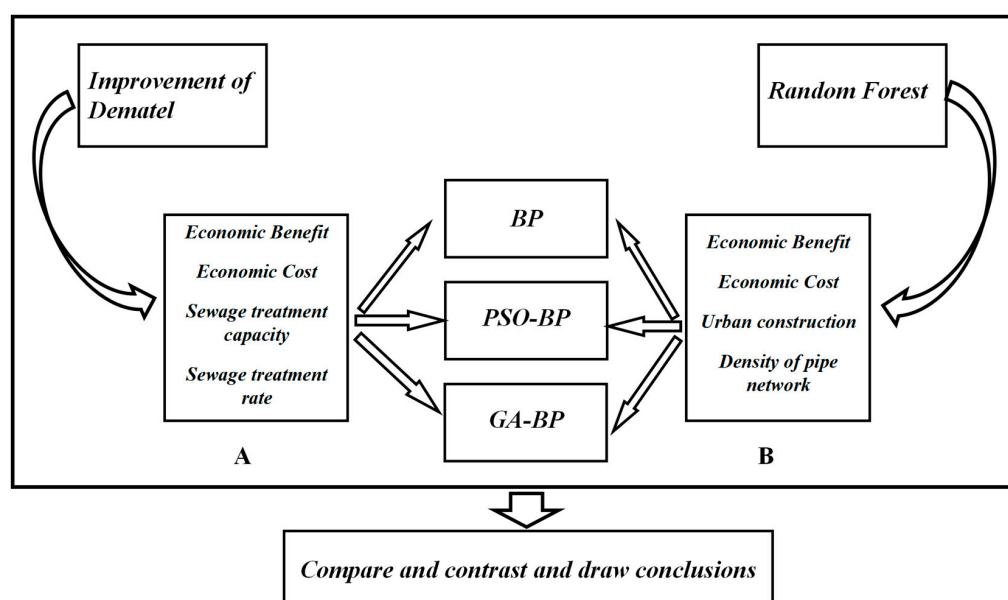 Improvement of
Dematel
Random Forest
Economic Benefit
Economic Cost
Sewage treatment
capacity
Sewage treatment
rate
A
BP
PSO-BP
GA-BP
Economic Benefit
Economic Cost
Urban construction
Density of pipe
network
B
Compare and contrast and draw conclusions